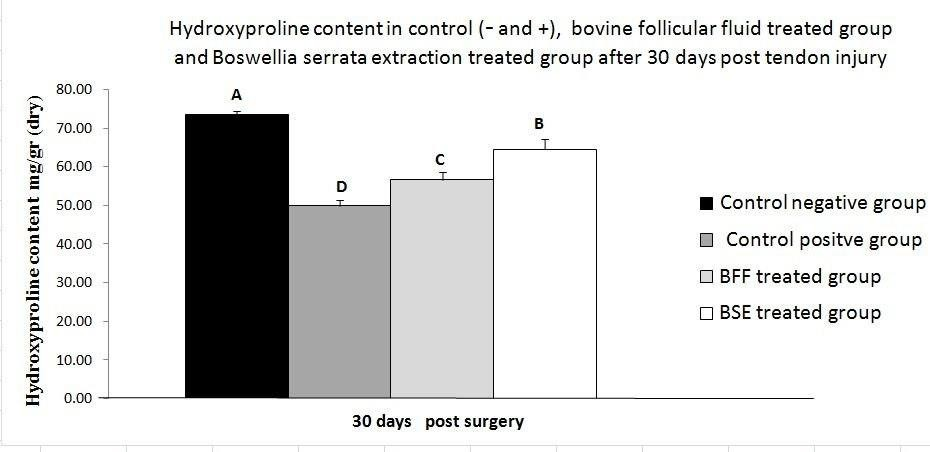 Hydroxyproline content in control (- and +), bovine follicular fluid treated group
and Boswellia serrata extraction treated group after 30 days post tendon injury
Hydroxyproline content mg/gr (dry)
80.00
70.00
60.00
50.00
40.00
30.00
20.00
10.00
0.00
A
D
C
B
30 days post surgery
Control negative group
Control positve group
BFF treated group
BSE treated group